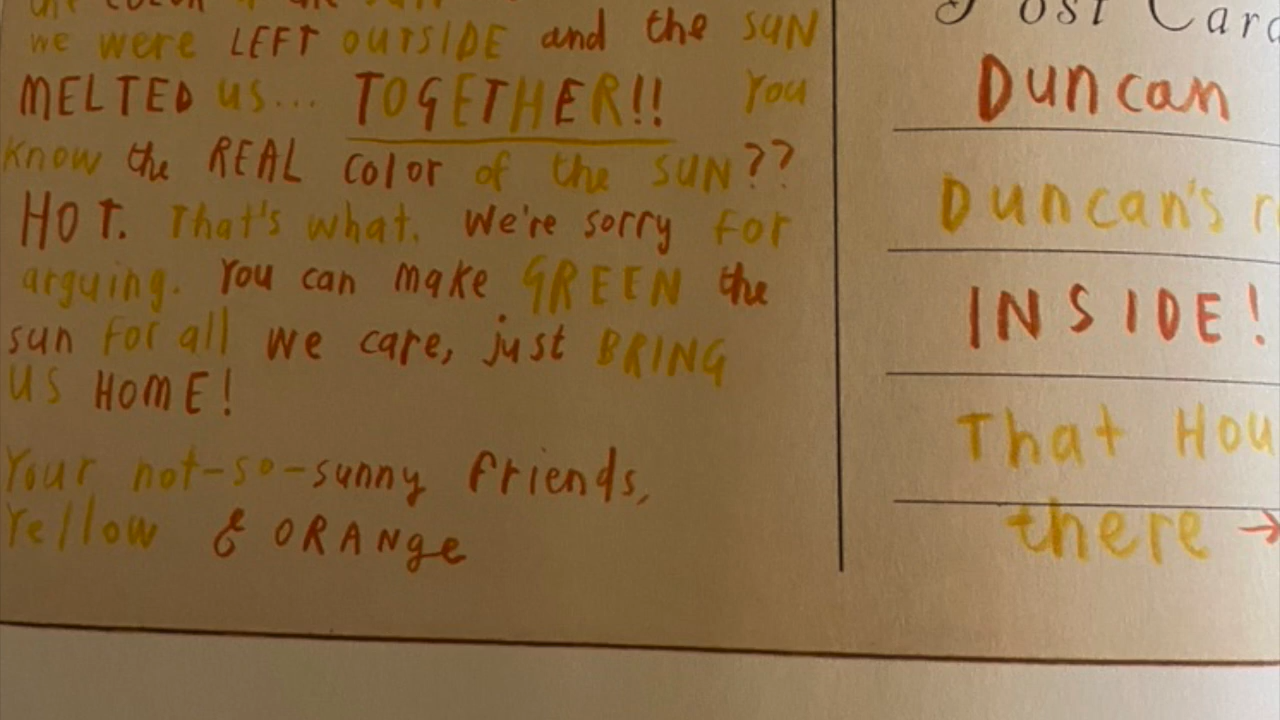 we were LEFT OUTSIDE and the SUN
MELTED us... TOGETHER!! You
know the REAL color of the SUN??
HOT. That's what. We're sorry for
arguing. You can make GREEN the
sun for all we care, just BRING
US HOME!
Your not-so-sunny friends,
Yellow & ORANge
Post Card
Duncan
Duncan's
INSIDE!
That
there →